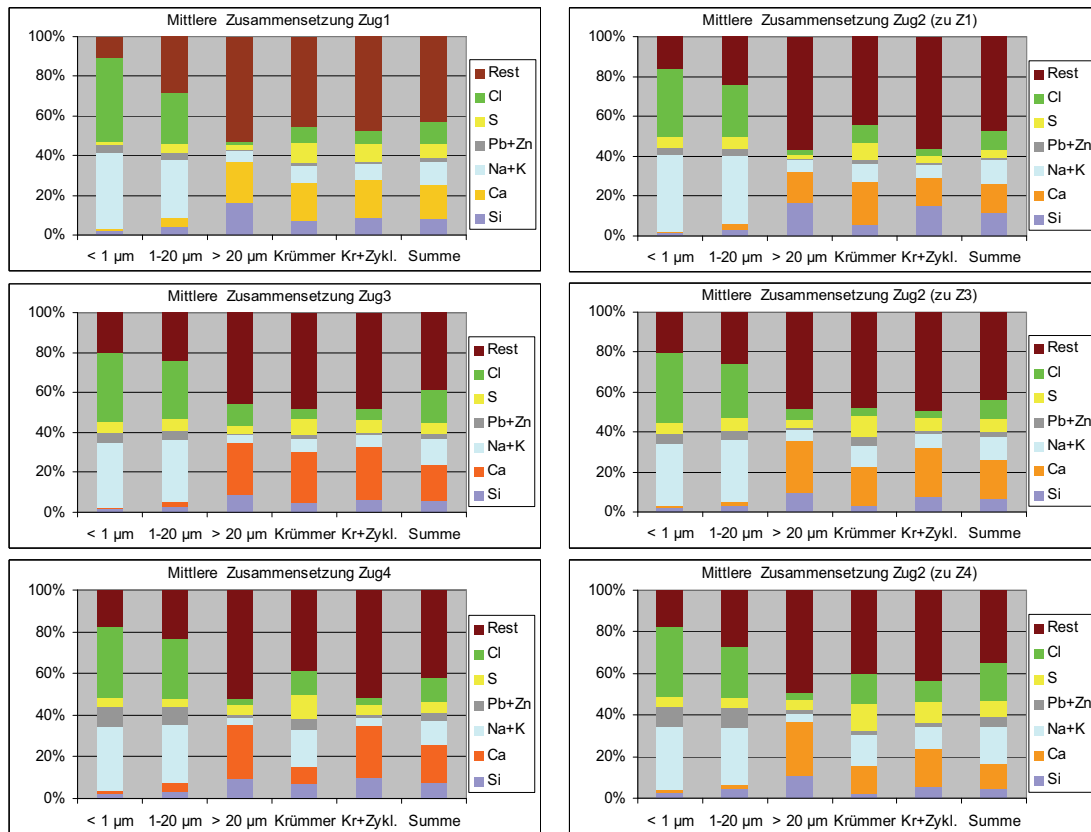 Mittlere Zusammensetzung Zug1
100%
80%
60%
40%
20%
0%
< 1 µm 1-20 µm > 20 µm Krümmer Kr+Zykl. Summe
Rest
Cl
S
Pb+Zn
Na+K
Ca
Si
Mittlere Zusammensetzung Zug2 (zu Z1)
100%
80%
60%
40%
20%
0%
< 1 µm 1-20 µm > 20 µm Krümmer Kr+Zykl. Summe
Rest
Cl
S
Pb+Zn
Na+K
Ca
Si
Mittlere Zusammensetzung Zug3
100%
80%
60%
40%
20%
0%
< 1 µm 1-20 µm > 20 µm Krümmer Kr+Zykl. Summe
Rest
Cl
S
Pb+Zn
Na+K
Ca
Si
Mittlere Zusammensetzung Zug2 (zu Z3)
100%
80%
60%
40%
20%
0%
< 1 µm 1-20 µm > 20 µm Krümmer Kr+Zykl. Summe
Rest
Cl
S
Pb+Zn
Na+K
Ca
Si
Mittlere Zusammensetzung Zug4
100%
80%
60%
40%
20%
0%
< 1 µm 1-20 µm > 20 µm Krümmer Kr+Zykl. Summe
Rest
Cl
S
Pb+Zn
Na+K
Ca
Si
Mittlere Zusammensetzung Zug2 (zu Z4)
100%
80%
60%
40%
20%
0%
< 1 µm 1-20 µm > 20 µm Krümmer Kr+Zykl. Summe
Rest
Cl
S
Pb+Zn
Na+K
Ca
Si